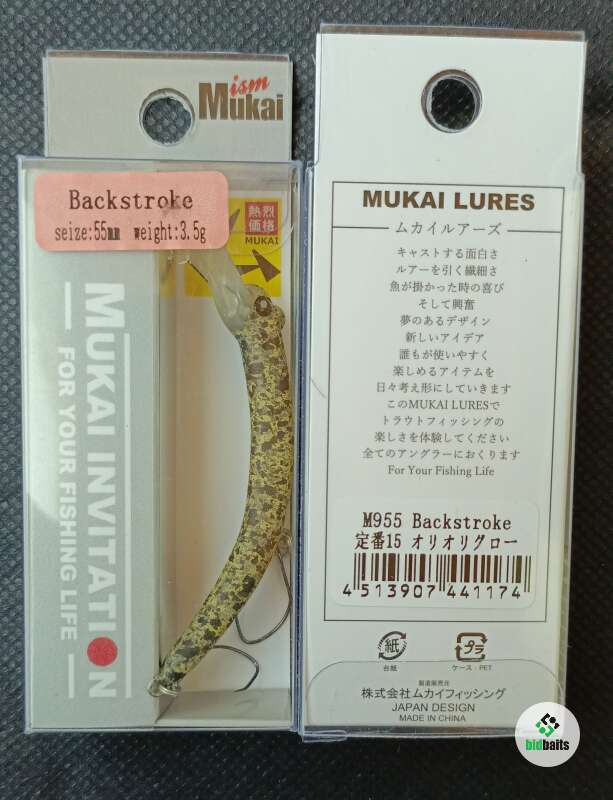 ism
Mukai
Backstroke
seize:55mm weight:3.5g
熱烈
価格
MUKAI
MUKAI INVITATION
FOR YOUR FISHING LIFE
MUKAI LURES
ムカイルアーズ
キャストする面白さ
ルアーを引く繊細さ
魚が掛かった時の喜び
そして興奮
夢のあるデザイン
新しいアイデア
誰もが使いやすく
楽しめるアイテムを
日々考え形にしていきます
このMUKAI LURESで
トラウトフィッシングの
楽しさを体験してください
全てのアングラーにおくります
For Your Fishing Life
M955 Backstroke
定番15 オリオリグロー
4 513907 441174
紙
台紙
プラ
ケース・PET
製造販売元
株式会社ムカイフィッシング
JAPAN DESIGN
MADE IN CHINA
bidbaits